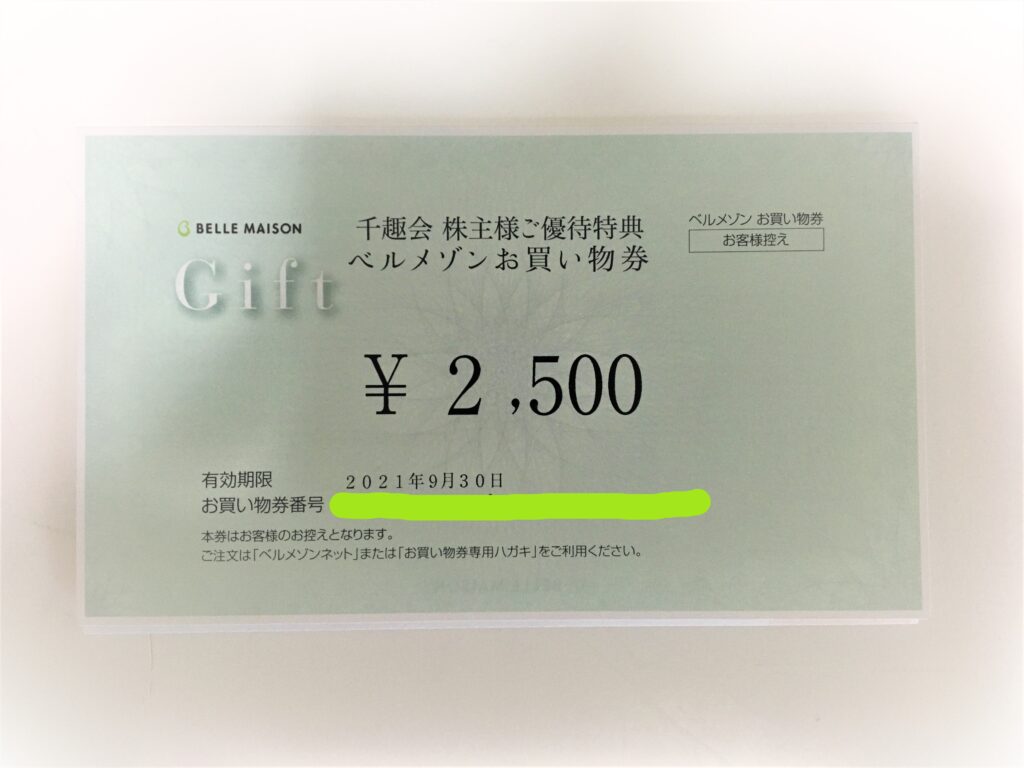 BELLE MAISON
Gift
千趣会 株主様ご優待特典
ベルメゾンお買い物券
ベルメゾン お買い物券
お客様控え
¥ 2,500
有効期限 2021年9月30日
お買い物券番号
本券はお客様のお控えとなります。
ご注文は「ベルメゾンネット」または「お買い物券専用ハガキ」をご利用ください。